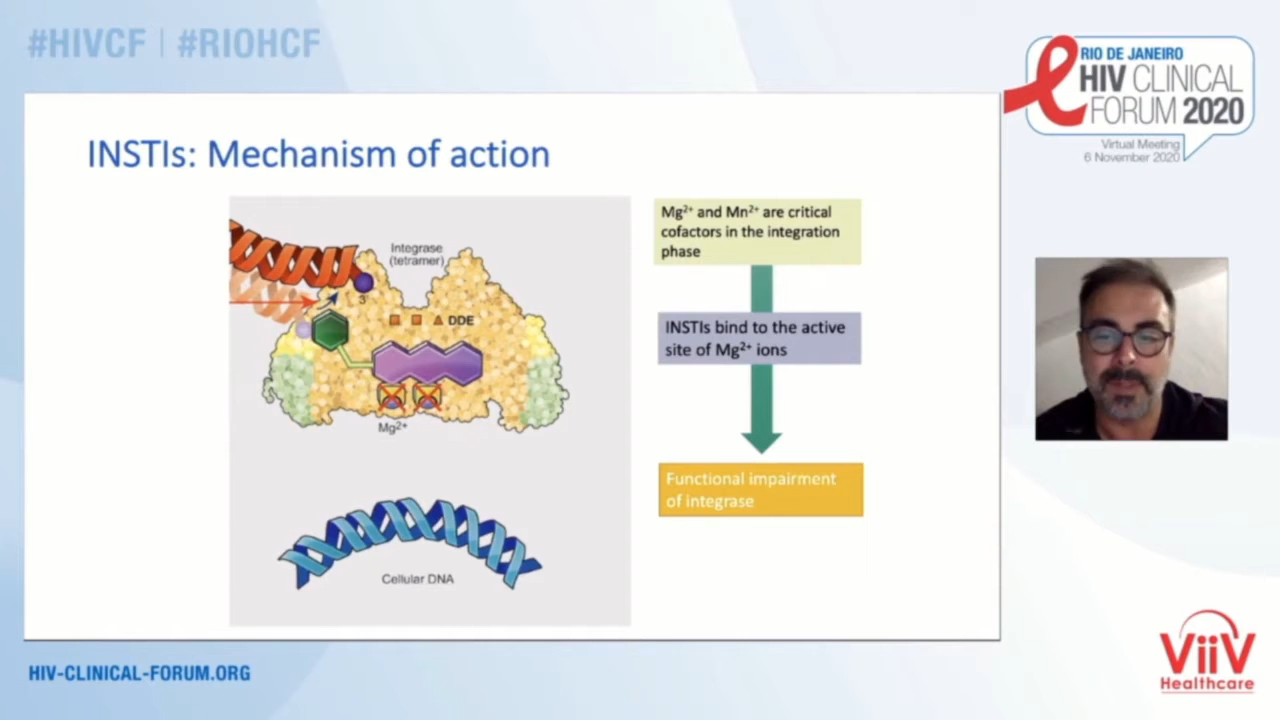 #HIVCF | #RIOHCF
RIO DE JANEIRO
HIV CLINICAL
FORUM 2020
Virtual Meeting
6 November 2020
INSTIs: Mechanism of action
Integrase
(tetramer)
3'
DDE
Mg²⁺
Cellular DNA
Mg²⁺ and Mn²⁺ are critical
cofactors in the integration
phase
INSTIs bind to the active
site of Mg²⁺ ions
Functional impairment
of integrase
HIV-CLINICAL-FORUM.ORG
ViiV
Healthcare